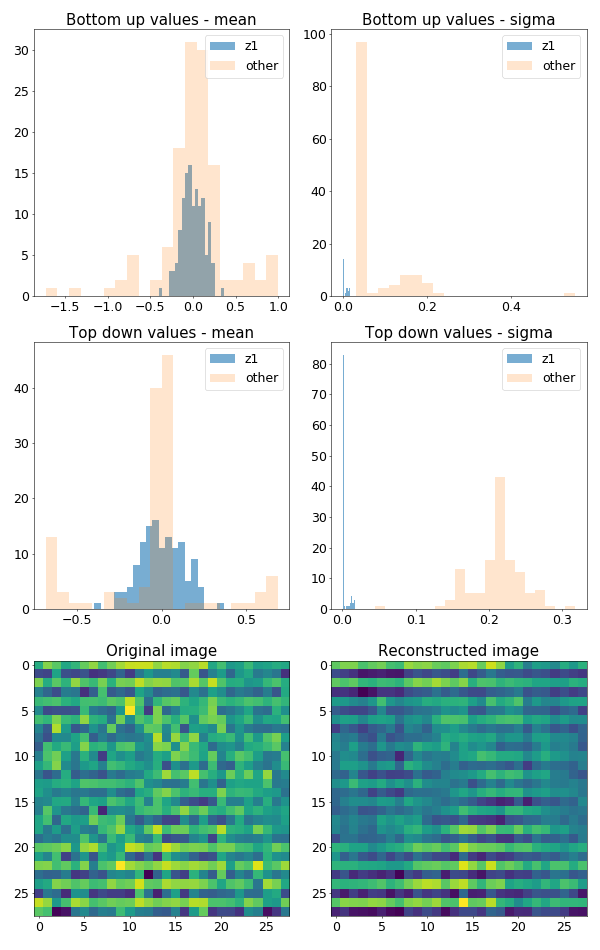 Bottom up values - mean
z1
other
30
25
20
15
10
5
0
−1.5 −1.0 −0.5 0.0 0.5 1.0
Bottom up values - sigma
z1
other
100
80
60
40
20
0
0.0 0.2 0.4
Top down values - mean
z1
other
40
30
20
10
0
−0.5 0.0 0.5
Top down values - sigma
z1
other
80
70
60
50
40
30
20
10
0
0.0 0.1 0.2 0.3
Original image
0
5
10
15
20
25
0 5 10 15 20 25
Reconstructed image
0
5
10
15
20
25
0 5 10 15 20 25